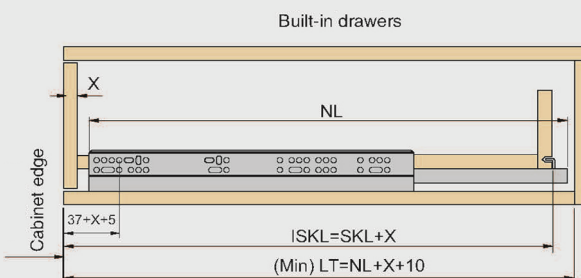 Built-in drawers
X
NL
Cabinet edge
37+X+5
ISKL=SKL+X
(Min) LT=NL+X+10